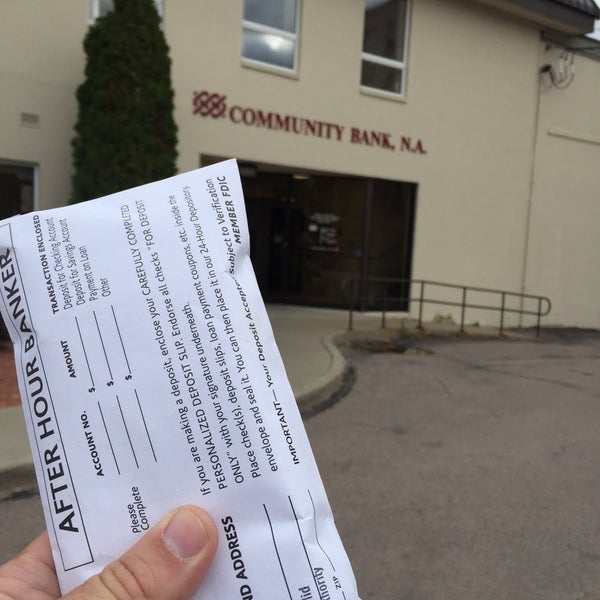 COMMUNITY BANK, N.A.
AFTER HOUR BANKER
TRANSACTION ENCLOSED
Deposit for Checking Account
Deposit for Savings Account
Payment on Loan
Other
AMOUNT
$
$
$
ACCOUNT NO.
Please
Complete
If you are making a deposit, enclose your CAREFULLY COMPLETED
PERSONALIZED DEPOSIT SLIP. Endorse all checks "FOR DEPOSIT
ONLY" with your signature underneath.
Place check(s), deposit slips, loan payment coupons, etc. inside the
envelope and seal it. You can then place it in our 24-Hour Depository.
IMPORTANT— Your Deposit Accepted Subject to Verification
MEMBER FDIC
ND ADDRESS
ZIP